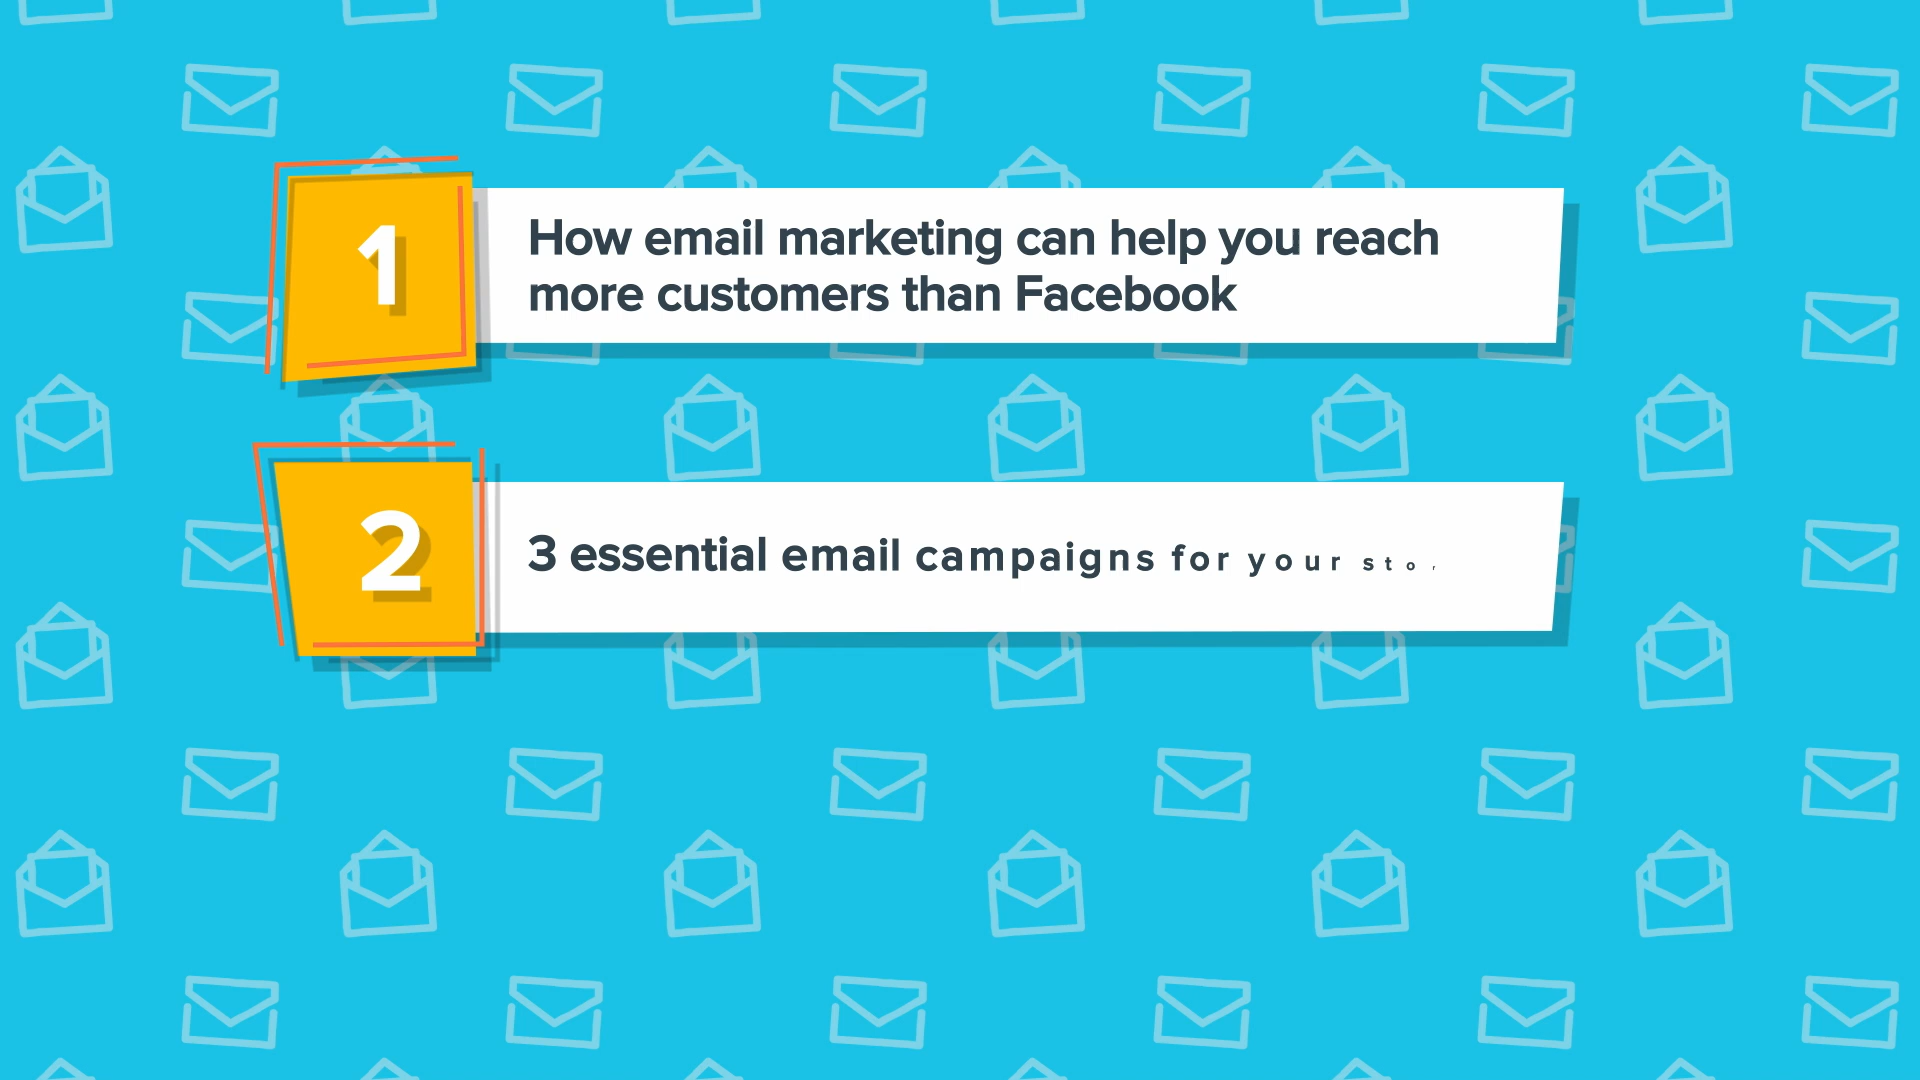 1
How email marketing can help you reach
more customers than Facebook
2
3 essential email campaigns for your stor